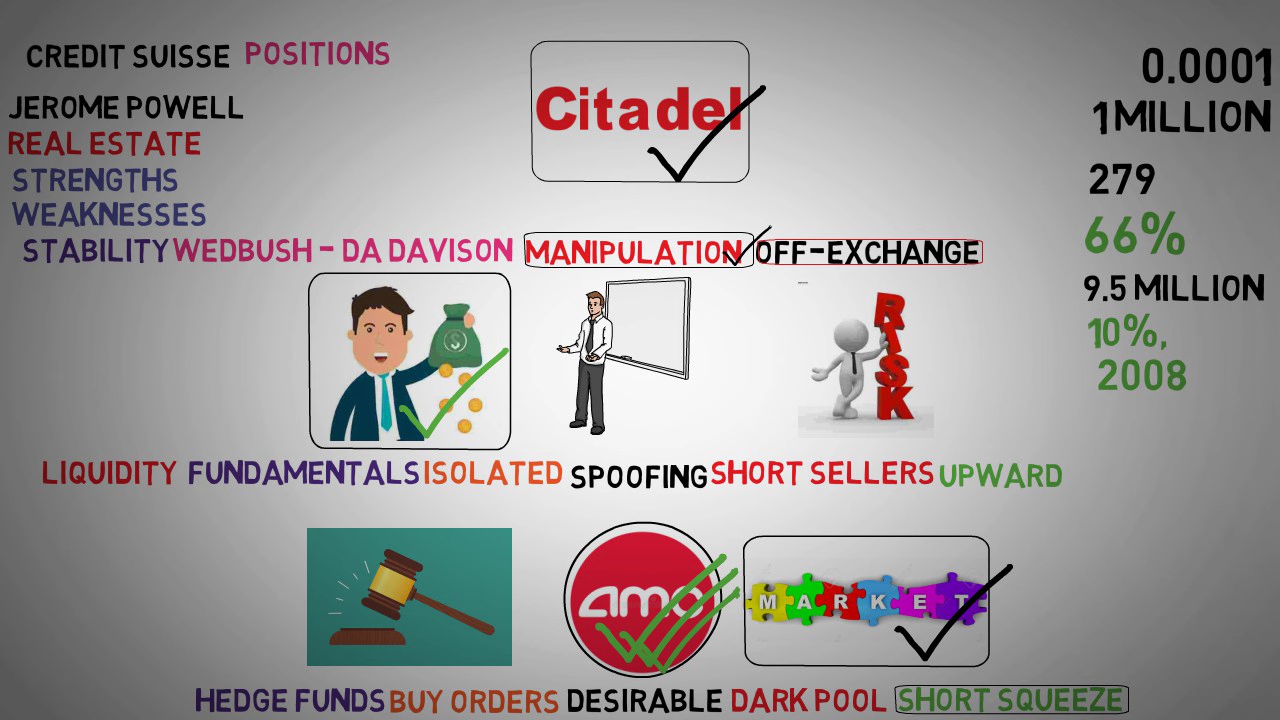 CREDIT SUISSE POSITIONS
JEROME POWELL
REAL ESTATE
STRENGTHS
WEAKNESSES
STABILITY WEDBUSH - DA DAVISON MANIPULATION OFF-EXCHANGE
Citadel
0.0001
1 MILLION
279
66%
9.5 MILLION
10%,
2008
$
RISK
LIQUIDITY FUNDAMENTALS ISOLATED SPOOFING SHORT SELLERS UPWARD
amc
MARKET
HEDGE FUNDS BUY ORDERS DESIRABLE DARK POOL SHORT SQUEEZE